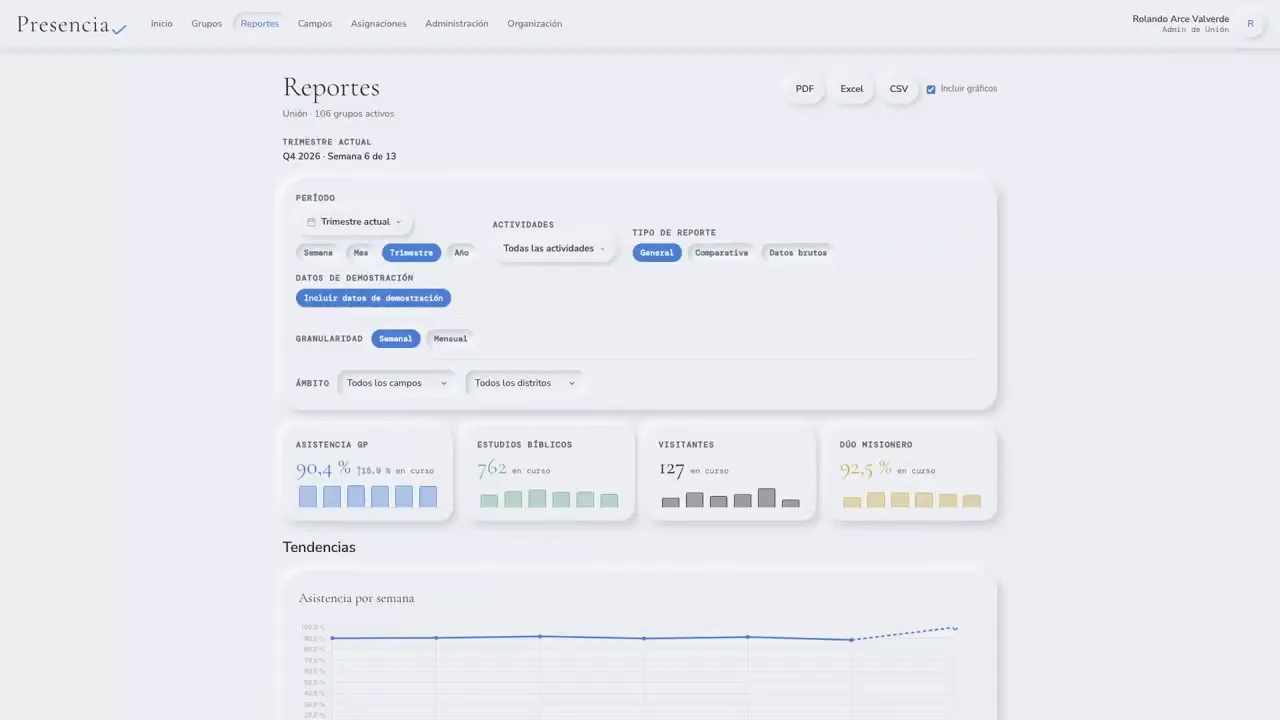 Presencia
Inicio Grupos Reportes Campos Asignaciones Administración Organización
Rolando Arce Valverde
Admin de Unión
R
Reportes
Unión · 106 grupos activos
PDF Excel CSV Incluir gráficos
TRIMESTRE ACTUAL
Q4 2026 · Semana 6 de 13
PERÍODO
Trimestre actual
Semana Mes Trimestre Año
ACTIVIDADES
Todas las actividades
TIPO DE REPORTE
General Comparativa Datos brutos
DATOS DE DEMOSTRACIÓN
Incluir datos de demostración
GRANULARIDAD Semanal Mensual
ÁMBITO Todos los campos Todos los distritos
ASISTENCIA GP
90,4 % ↑15,9 % en curso
ESTUDIOS BÍBLICOS
762 en curso
VISITANTES
127 en curso
DÚO MISIONERO
92,5 % en curso
Tendencias
Asistencia por semana
100,0 %
90,0 %
80,0 %
70,0 %
60,0 %
50,0 %
40,0 %
30,0 %
20,0 %